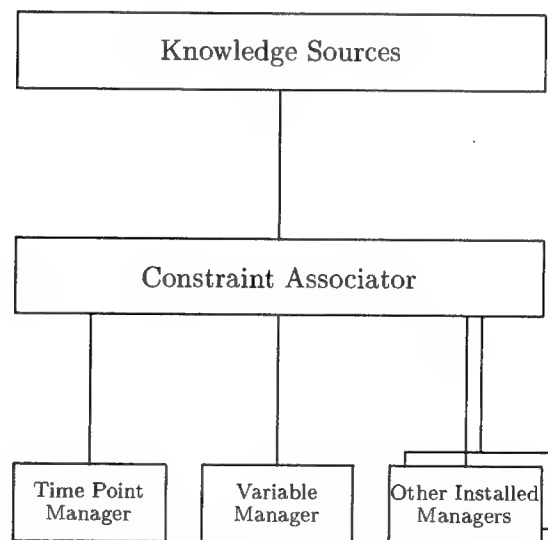 Knowledge Sources
Constraint Associator
Time Point
Manager
Variable
Manager
Other Installed
Managers